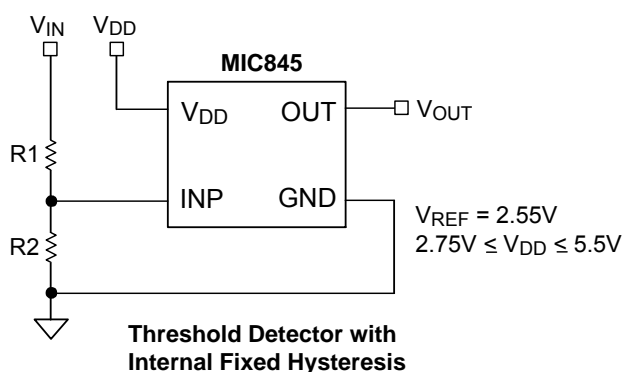 VIN VDD
MIC845
VDD OUT VOUT
R1
INP GND
VREF = 2.55V
R2
2.75V ≤ VDD ≤ 5.5V
Threshold Detector with
Internal Fixed Hysteresis